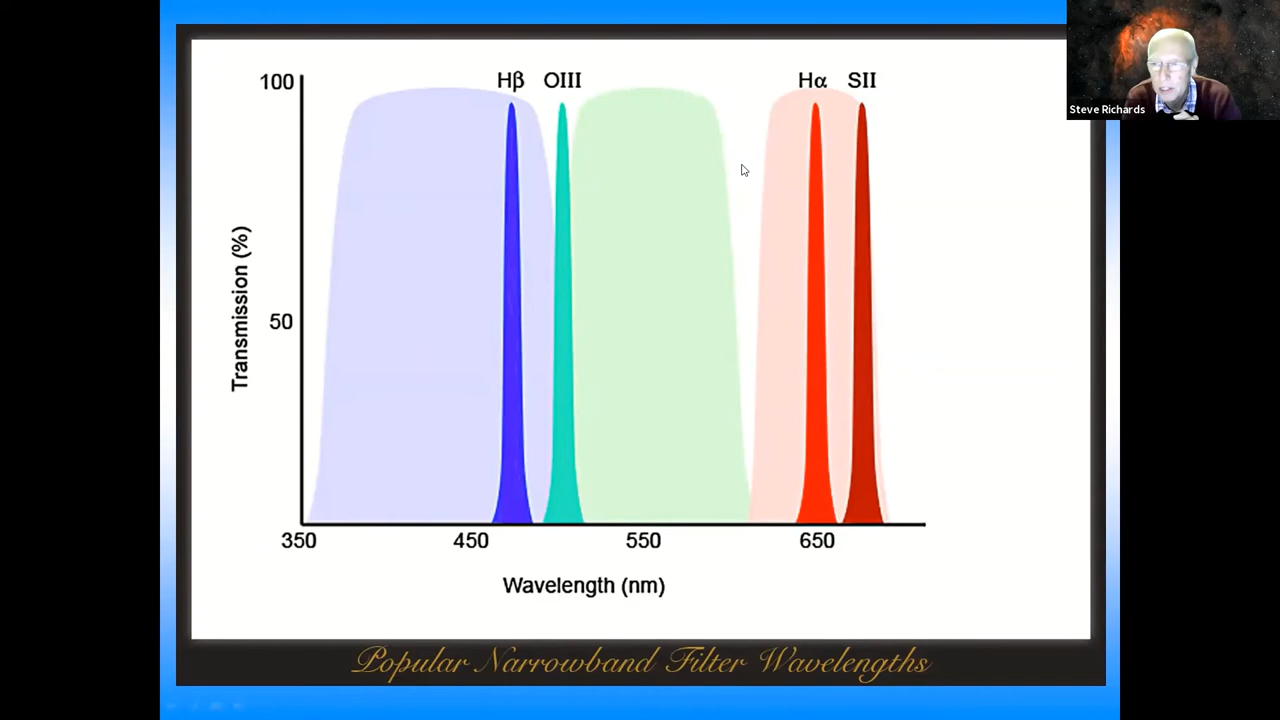 Steve Richards
Hβ OIII Hα SII
100
50
Transmission (%)
350 450 550 650
Wavelength (nm)
Popular Narrowband Filter Wavelengths